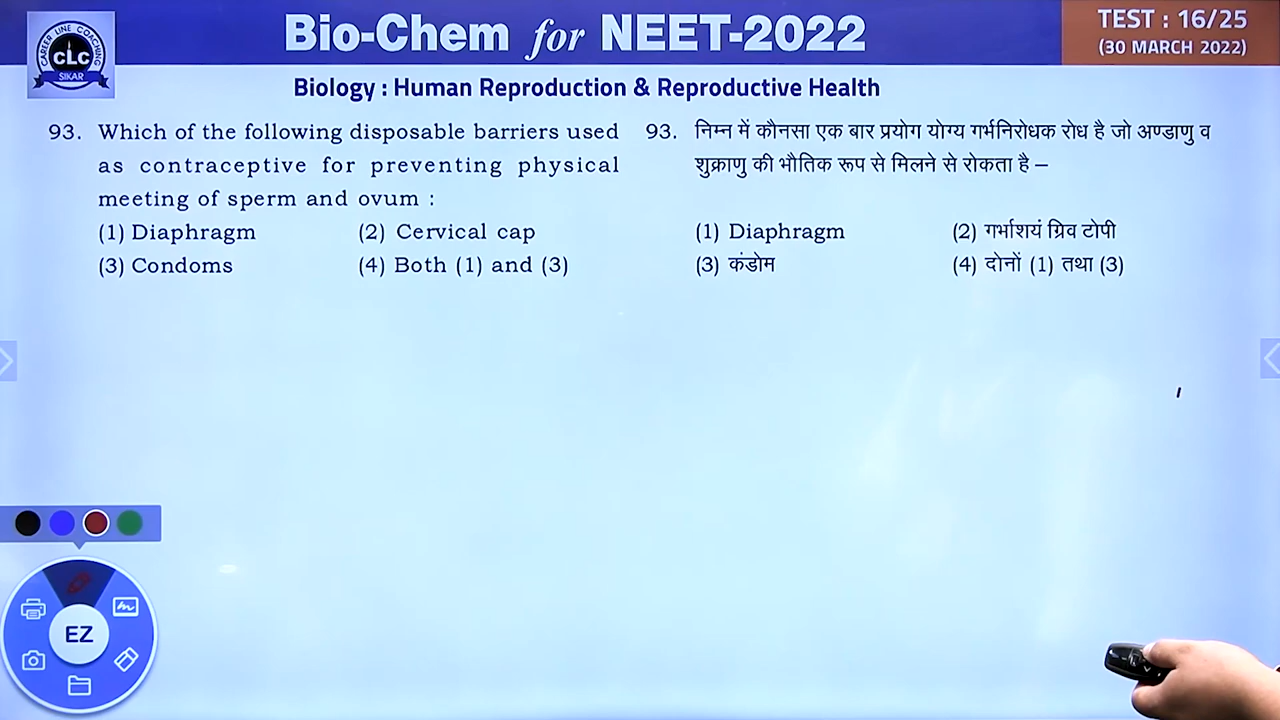 Bio-Chem for NEET-2022
TEST : 16/25
(30 MARCH 2022)
CAREER LINE COACHING
CLC
SIKAR
Biology : Human Reproduction & Reproductive Health
93. Which of the following disposable barriers used
as contraceptive for preventing physical
meeting of sperm and ovum :
(1) Diaphragm (2) Cervical cap
(3) Condoms (4) Both (1) and (3)
93. निम्न में कौनसा एक बार प्रयोग योग्य गर्भनिरोधक रोध है जो अण्डाणु व
शुक्राणु की भौतिक रूप से मिलने से रोकता है –
(1) Diaphragm (2) गर्भाशयं ग्रिव टोपी
(3) कंडोम (4) दोनों (1) तथा (3)
EZ